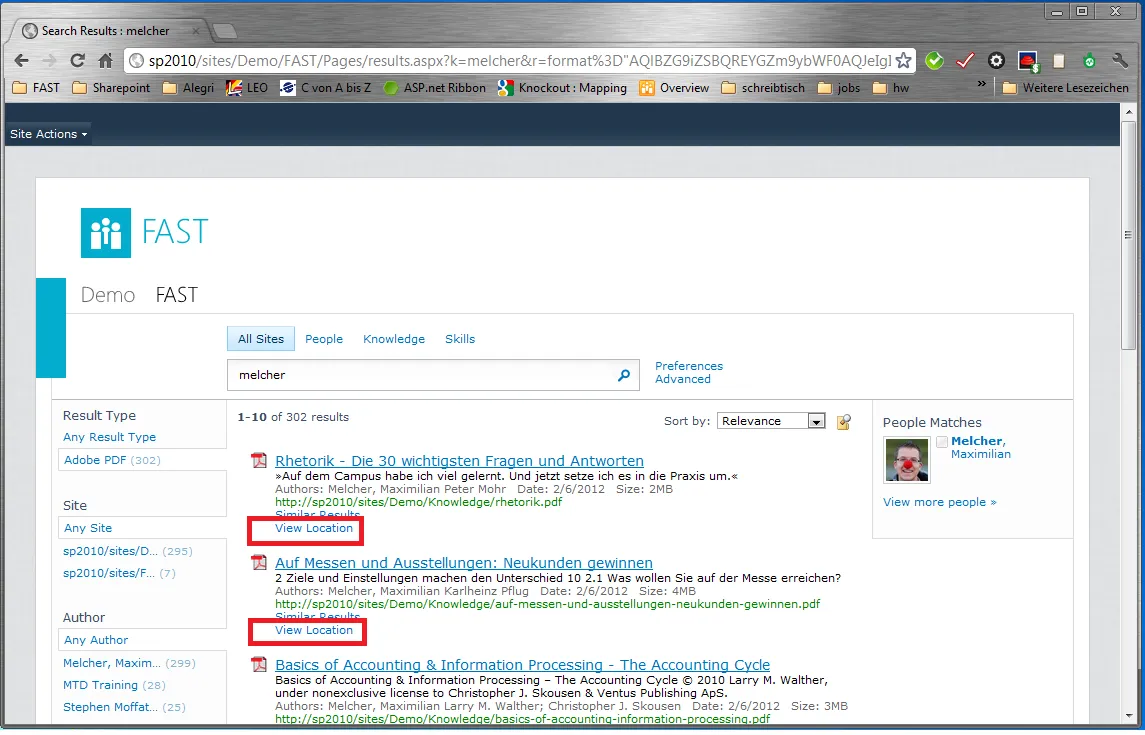 Search Results : melcher
sp2010/sites/Demo/FAST/Pages/results.aspx?k=melcher&r=format%3D"AQlBZG9iZSBQREYGZm9ybWF0AQJeIgI
FAST Sharepoint Alegri LEO C von A bis Z ASP.net Ribbon Knockout : Mapping Overview schreibtisch jobs hw » Weitere Lesezeichen
Site Actions
FAST
Demo FAST
All Sites People Knowledge Skills
melcher
Preferences
Advanced
Result Type
Any Result Type
Adobe PDF (302)
Site
Any Site
sp2010/sites/D... (295)
sp2010/sites/F... (7)
Author
Any Author
Melcher, Maxim... (299)
MTD Training (28)
Stephen Moffat... (25)
1-10 of 302 results
Sort by: Relevance
Rhetorik - Die 30 wichtigsten Fragen und Antworten
»Auf dem Campus habe ich viel gelernt. Und jetzt setze ich es in die Praxis um.«
Authors: Melcher, Maximilian Peter Mohr Date: 2/6/2012 Size: 2MB
http://sp2010/sites/Demo/Knowledge/rhetorik.pdf
Similar Results
View Location
Auf Messen und Ausstellungen: Neukunden gewinnen
2 Ziele und Einstellungen machen den Unterschied 10 2.1 Was wollen Sie auf der Messe erreichen?
Authors: Melcher, Maximilian Karlheinz Pflug Date: 2/6/2012 Size: 4MB
http://sp2010/sites/Demo/Knowledge/auf-messen-und-ausstellungen-neukunden-gewinnen.pdf
Similar Results
View Location
Basics of Accounting & Information Processing - The Accounting Cycle
Basics of Accounting & Information Processing – The Accounting Cycle © 2010 Larry M. Walther,
under nonexclusive license to Christopher J. Skousen & Ventus Publishing ApS.
Authors: Melcher, Maximilian Larry M. Walther; Christopher J. Skousen Date: 2/6/2012 Size: 3MB
http://sp2010/sites/Demo/Knowledge/basics-of-accounting-information-processing.pdf
People Matches
Melcher,
Maximilian
View more people »